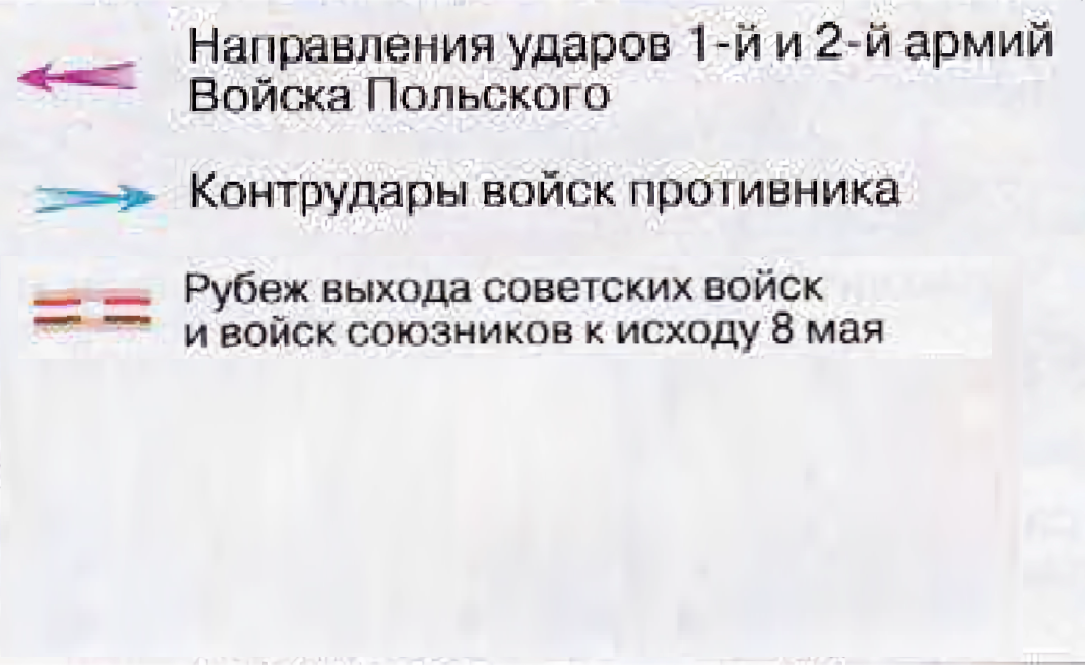 Направления ударов 1-й и 2-й армий
Войска Польского
Контрудары войск противника
Рубеж выхода советских войск
и войск союзников к исходу 8 мая